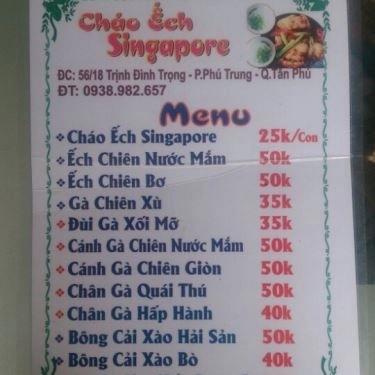 Cháo Ếch
Singapore
ĐC: 56/18 Trịnh Đình Trọng - P.Phú Trung - Q.Tân Phú
ĐT: 0938.982.657
Menu
Cháo Ếch Singapore 25k/Con
Ếch Chiên Nước Mắm 50k
Ếch Chiên Bơ 50k
Gà Chiên Xù 35k
Đùi Gà Xối Mỡ 35k
Cánh Gà Chiên Nước Mắm 50k
Cánh Gà Chiên Giòn 50k
Chân Gà Quái Thú 50k
Chân Gà Hấp Hành 40k
Bông Cải Xào Hải Sản 50k
Bông Cải Xào Bò 40k